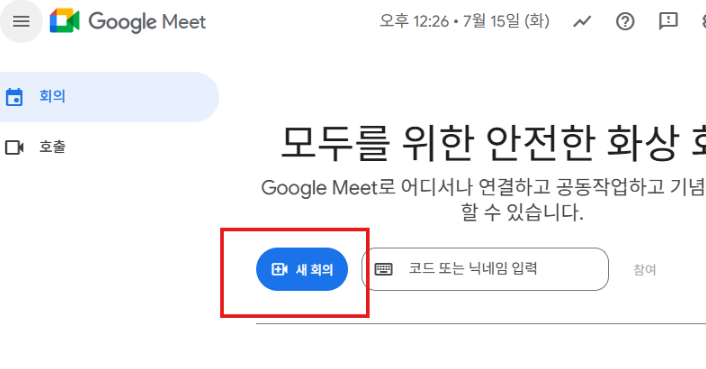 Google Meet
오후 12:26 • 7월 15일 (화)
회의
호출
모두를 위한 안전한 화상
Google Meet로 어디서나 연결하고 공동작업하고 기념
할 수 있습니다.
새 회의
코드 또는 닉네임 입력
참여